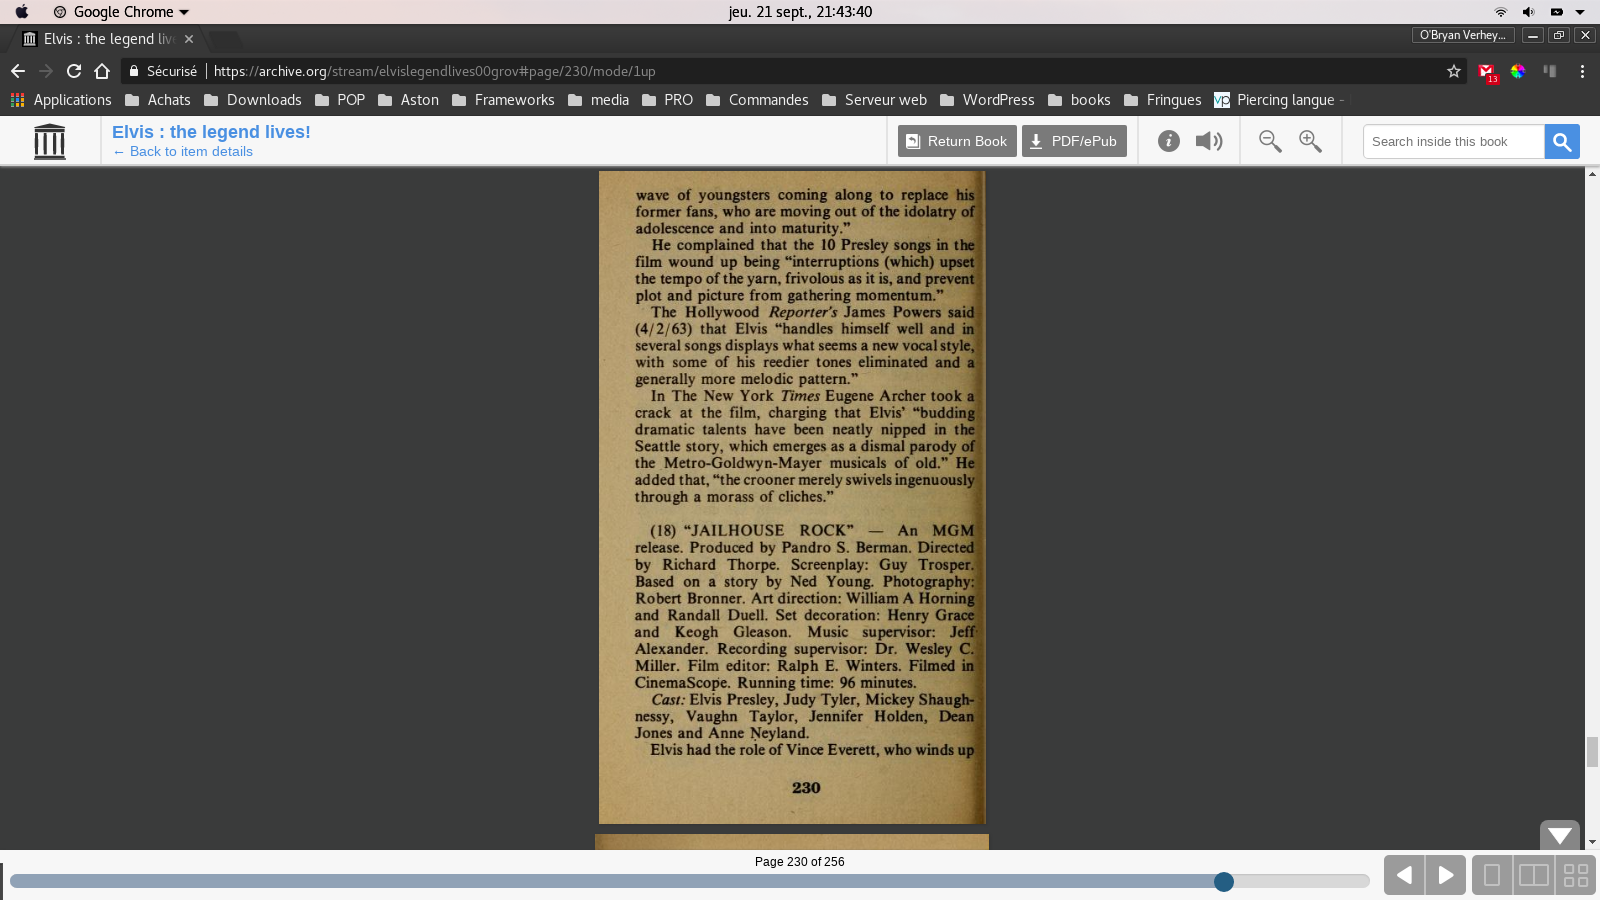 Google Chrome
jeu. 21 sept., 21:43:40
Elvis : the legend live
O'Bryan Verhey...
Sécurisé
https://archive.org/stream/elvislegendlives00grov#page/230/mode/1up
13
Applications
Achats
Downloads
POP
Aston
Frameworks
media
PRO
Commandes
Serveur web
WordPress
books
Fringues
vp
Piercing langue -
Elvis : the legend lives!
← Back to item details
Return Book
PDF/ePub
Search inside this book
wave of youngsters coming along to replace his
former fans, who are moving out of the idolatry of
adolescence and into maturity.”
He complained that the 10 Presley songs in the
film wound up being “interruptions (which) upset
the tempo of the yarn, frivolous as it is, and prevent
plot and picture from gathering momentum.”
The Hollywood Reporter's James Powers said
(4/2/63) that Elvis “handles himself well and in
several songs displays what seems a new vocal style,
with some of his reedier tones eliminated and a
generally more melodic pattern.”
In The New York Times Eugene Archer took a
crack at the film, charging that Elvis’ “budding
dramatic talents have been neatly nipped in the
Seattle story, which emerges as a dismal parody of
the Metro-Goldwyn-Mayer musicals of old.” He
added that, “the crooner merely swivels ingenuously
through a morass of cliches.”
(18) “JAILHOUSE ROCK” — An MGM
release. Produced by Pandro S. Berman. Directed
by Richard Thorpe. Screenplay: Guy Trosper.
Based on a story by Ned Young. Photography:
Robert Bronner. Art direction: William A Horning
and Randall Duell. Set decoration: Henry Grace
and Keogh Gleason. Music supervisor: Jeff
Alexander. Recording supervisor: Dr. Wesley C.
Miller. Film editor: Ralph E. Winters. Filmed in
CinemaScope. Running time: 96 minutes.
Cast: Elvis Presley, Judy Tyler, Mickey Shaugh-
nessy, Vaughn Taylor, Jennifer Holden, Dean
Jones and Anne Neyland.
Elvis had the role of Vince Everett, who winds up
230
Page 230 of 256